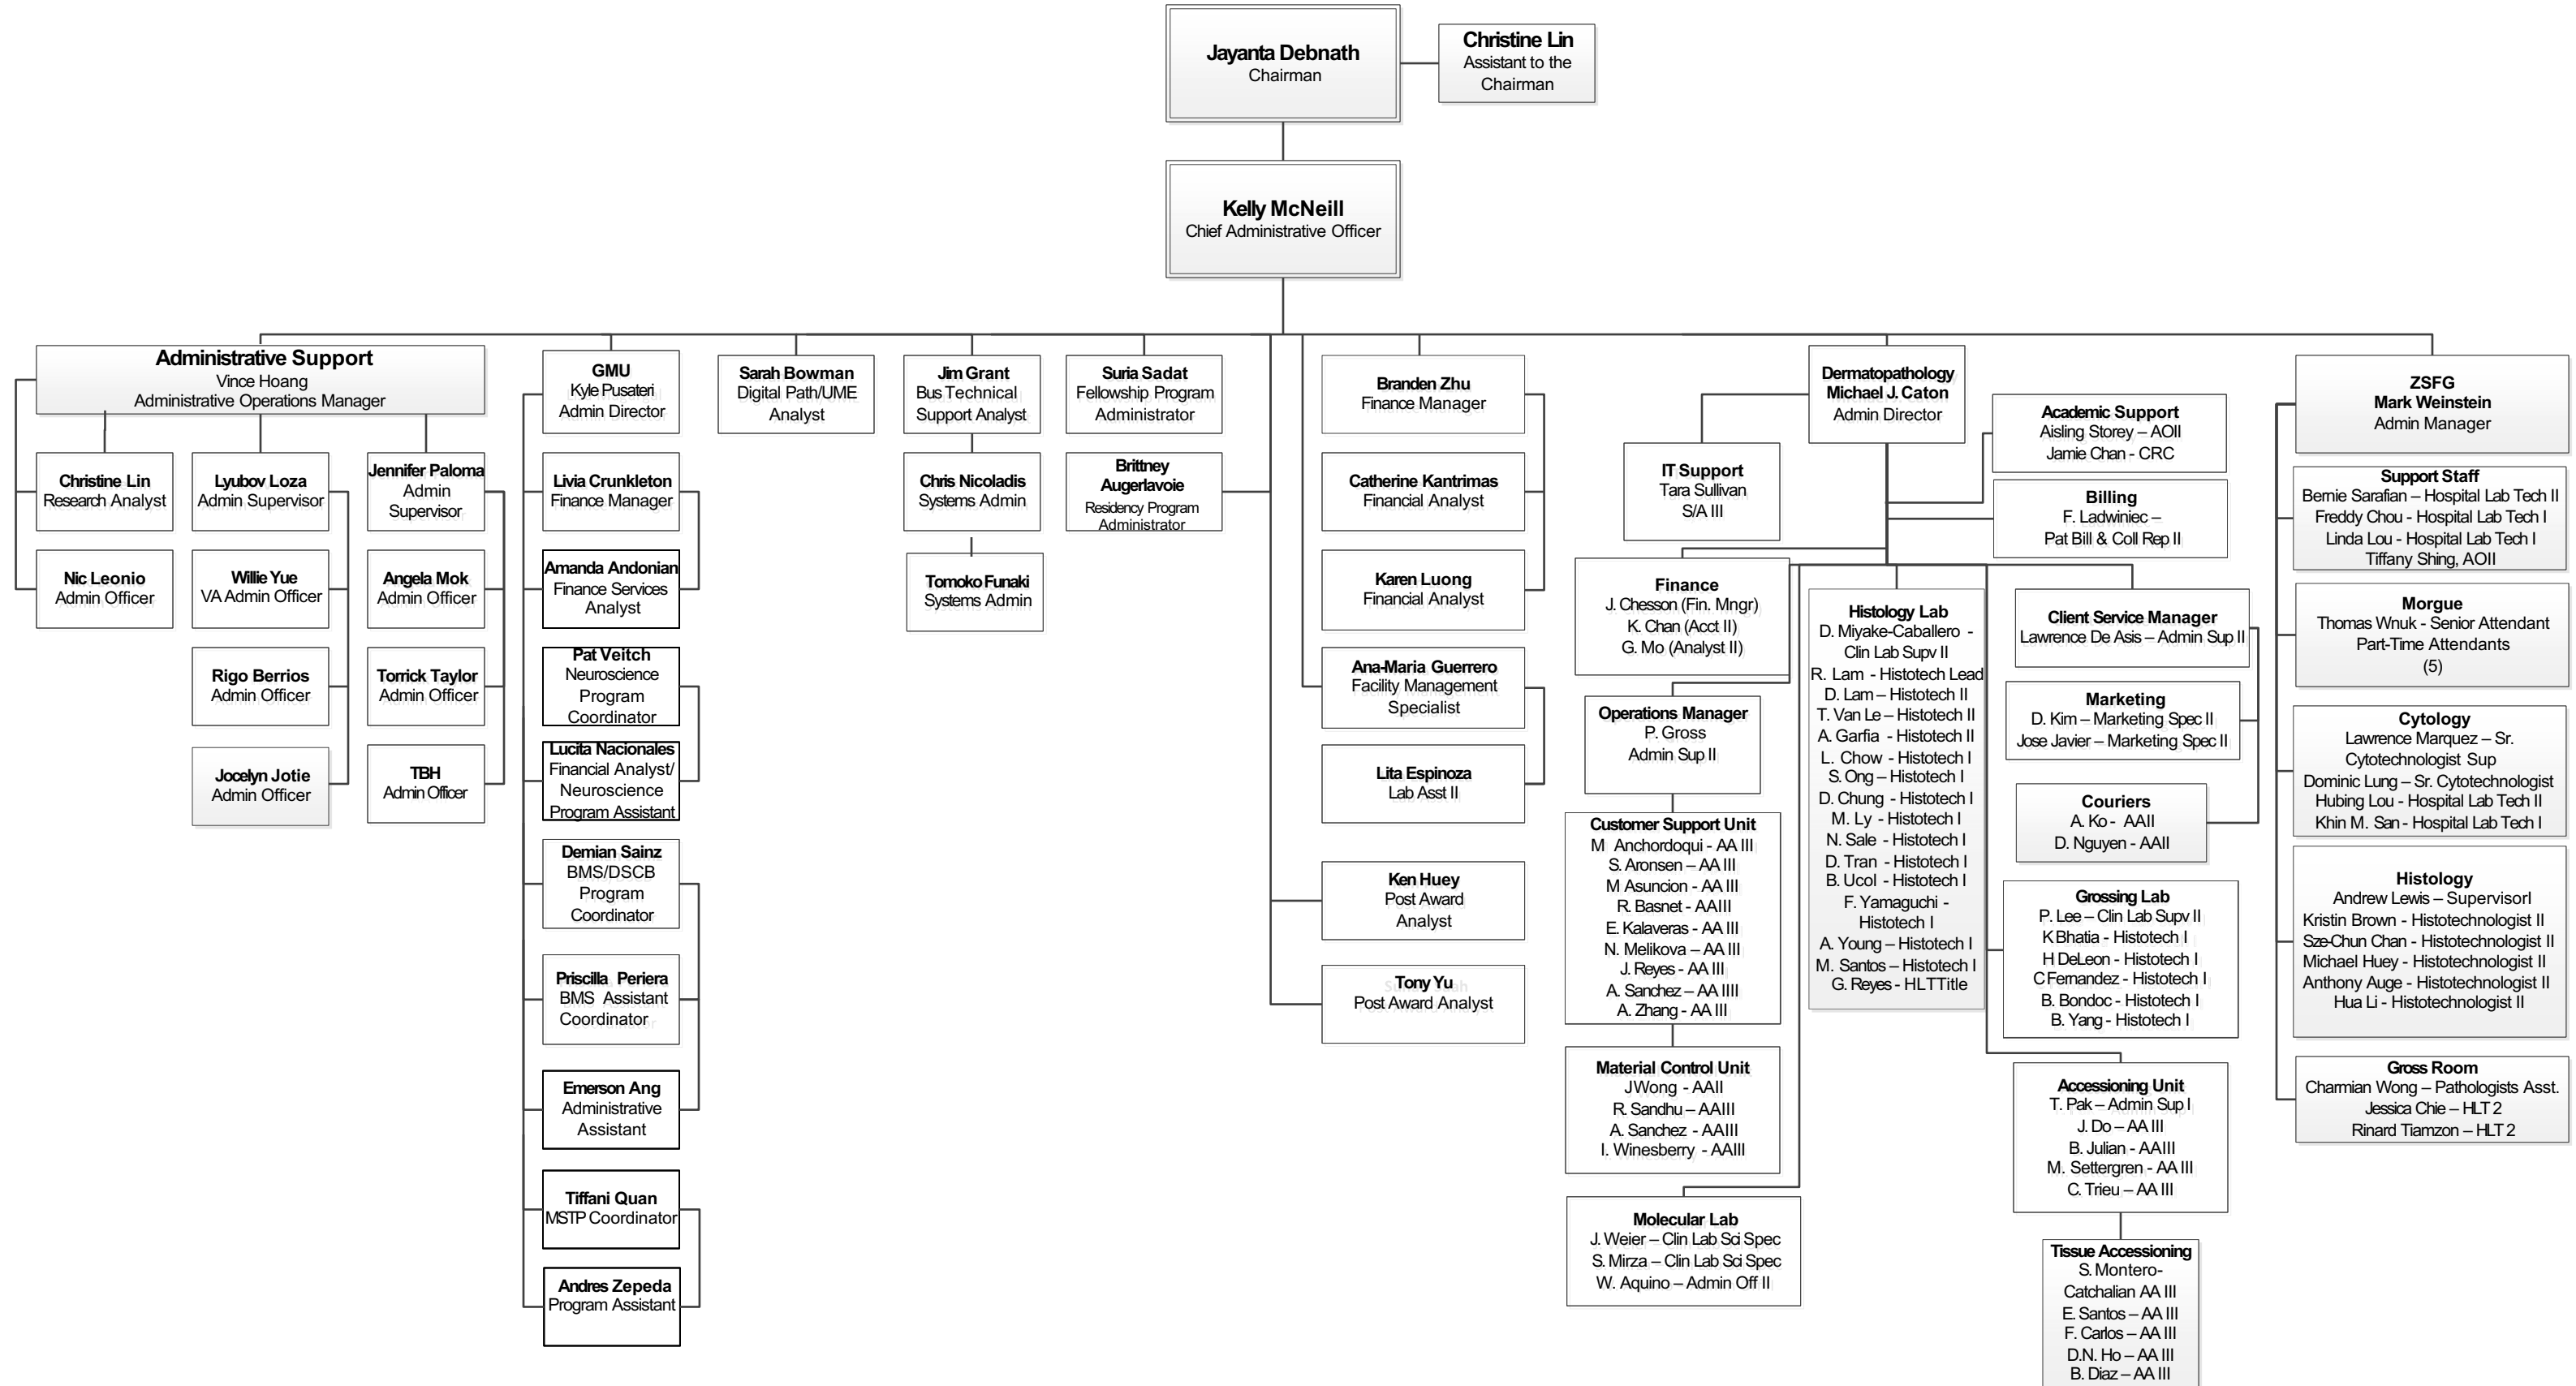 Jayanta Debnath
Chairman
Christine Lin
Assistant to the
Chairman
Kelly McNeill
Chief Administrative Officer
Administrative Support
Vince Hoang
Administrative Operations Manager
Christine Lin
Research Analyst
Nic Leonio
Admin Officer
Lyubov Loza
Admin Supervisor
Willie Yue
VA Admin Officer
Rigo Berrios
Admin Officer
Jocelyn Jotie
Admin Officer
Jennifer Paloma
Admin
Supervisor
Angela Mok
Admin Officer
Torrick Taylor
Admin Officer
TBH
Admin Officer
GMU
Kyle Pusateri
Admin Director
Livia Crunkleton
Finance Manager
Amanda Andonian
Finance Services
Analyst
Pat Veitch
Neuroscience
Program
Coordinator
Lucita Nacionales
Financial Analyst/
Neuroscience
Program Assistant
Demian Sainz
BMS/DSCB
Program
Coordinator
Priscilla Periera
BMS Assistant
Coordinator
Emerson Ang
Administrative
Assistant
Tiffani Quan
MSTP Coordinator
Andres Zepeda
Program Assistant
Sarah Bowman
Digital Path/UME
Analyst
Jim Grant
Bus Technical
Support Analyst
Chris Nicoladis
Systems Admin
Tomoko Funaki
Systems Admin
Suria Sadat
Fellowship Program
Administrator
Brittney
Augerlavoie
Residency Program
Administrator
Branden Zhu
Finance Manager
Catherine Kantrimas
Financial Analyst
Karen Luong
Financial Analyst
Ana-Maria Guerrero
Facility Management
Specialist
Lita Espinoza
Lab Asst II
Ken Huey
Post Award
Analyst
Tony Yu
Post Award Analyst
Dermatopathology
Michael J. Caton
Admin Director
IT Support
Tara Sullivan
S/A III
Academic Support
Aisling Storey – AOII
Jamie Chan - CRC
Billing
F. Ladwiniec –
Pat Bill & Coll Rep II
Finance
J. Chesson (Fin. Mngr)
K. Chan (Acct II)
G. Mo (Analyst II)
Operations Manager
P. Gross
Admin Sup II
Customer Support Unit
M Anchordoqui - AA III
S. Aronsen – AA III
M Asuncion - AA III
R. Basnet - AAIII
E. Kalaveras - AA III
N. Melikova – AA III
J. Reyes - AA III
A. Sanchez – AA IIII
A. Zhang - AA III
Material Control Unit
J Wong - AAII
R. Sandhu – AAIII
A. Sanchez - AAIII
I. Winesberry - AAIII
Molecular Lab
J. Weier – Clin Lab Sci Spec
S. Mirza – Clin Lab Sci Spec
W. Aquino – Admin Off II
Histology Lab
D. Miyake-Caballero -
Clin Lab Supv II
R. Lam - Histotech Lead
D. Lam – Histotech II
T. Van Le – Histotech II
A. Garfia - Histotech II
L. Chow - Histotech I
S. Ong – Histotech I
D. Chung - Histotech I
M. Ly - Histotech I
N. Sale - Histotech I
D. Tran - Histotech I
B. Ucol - Histotech I
F. Yamaguchi -
Histotech I
A. Young – Histotech I
M. Santos – Histotech I
G. Reyes - HLTTitle
Client Service Manager
Lawrence De Asis – Admin Sup II
Marketing
D. Kim – Marketing Spec II
Jose Javier – Marketing Spec II
Couriers
A. Ko - AAII
D. Nguyen - AAII
Grossing Lab
P. Lee – Clin Lab Supv II
K Bhatia - Histotech I
H DeLeon - Histotech I
C Fernandez - Histotech I
B. Bondoc - Histotech I
B. Yang - Histotech I
Accessioning Unit
T. Pak – Admin Sup I
J. Do – AA III
B. Julian - AAIII
M. Settergren - AA III
C. Trieu – AA III
Tissue Accessioning
S. Montero-
Catchalian AA III
E. Santos – AA III
F. Carlos – AA III
D.N. Ho – AA III
B. Diaz – AA III
ZSFG
Mark Weinstein
Admin Manager
Support Staff
Bernie Sarafian – Hospital Lab Tech II
Freddy Chou - Hospital Lab Tech I
Linda Lou - Hospital Lab Tech I
Tiffany Shing, AOII
Morgue
Thomas Wnuk - Senior Attendant
Part-Time Attendants
(5)
Cytology
Lawrence Marquez – Sr.
Cytotechnologist Sup
Dominic Lung – Sr. Cytotechnologist
Hubing Lou - Hospital Lab Tech II
Khin M. San - Hospital Lab Tech I
Histology
Andrew Lewis – SupervisorI
Kristin Brown - Histotechnologist II
Sze-Chun Chan - Histotechnologist II
Michael Huey - Histotechnologist II
Anthony Auge - Histotechnologist II
Hua Li - Histotechnologist II
Gross Room
Charmian Wong – Pathologists Asst.
Jessica Chie – HLT 2
Rinard Tiamzon – HLT 2